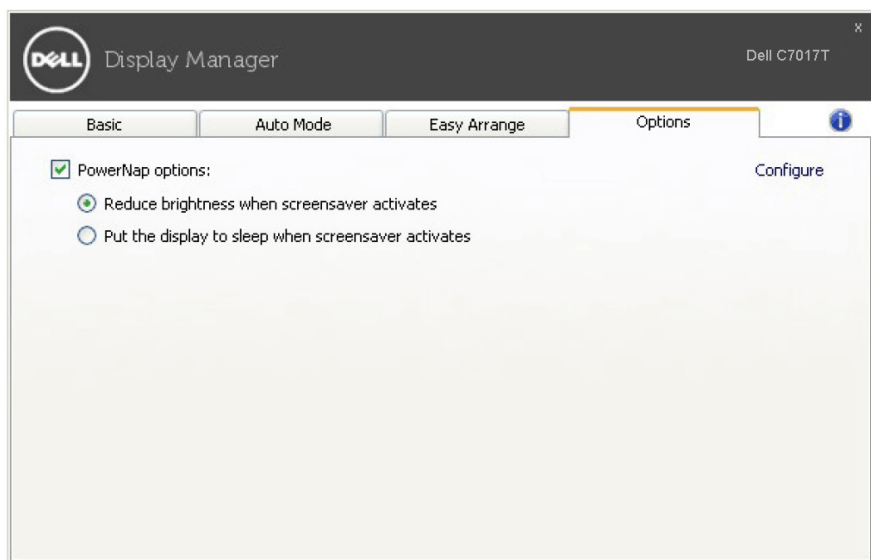 x
DELL Display Manager
Dell C7017T
Basic Auto Mode Easy Arrange Options i
PowerNap options:
Configure
Reduce brightness when screensaver activates
Put the display to sleep when screensaver activates